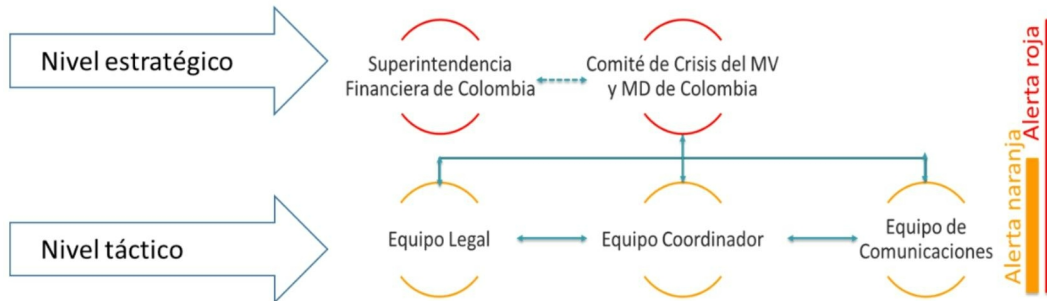 Nivel estratégico
Superintendencia
Financiera de Colombia
Comité de Crisis del MV
y MD de Colombia
Alerta roja
Nivel táctico
Equipo Legal
Equipo Coordinador
Equipo de
Comunicaciones
Alerta naranja